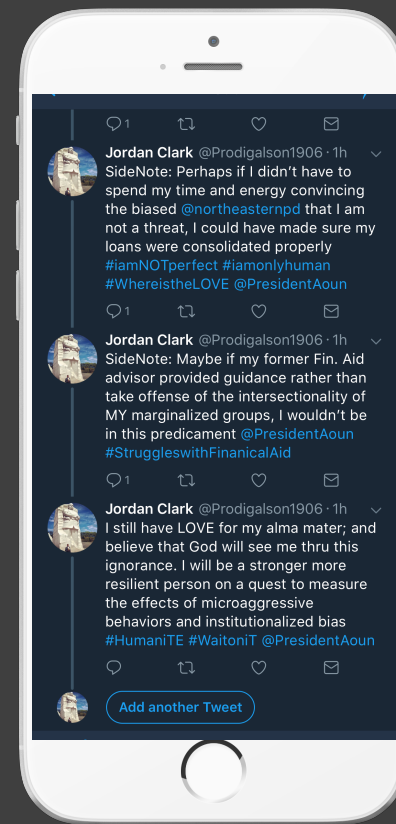 1
Jordan Clark @Prodigalson1906 · 1h
SideNote: Perhaps if I didn't have to
spend my time and energy convincing
the biased @northeasternpd that I am
not a threat, I could have made sure my
loans were consolidated properly
#iamNOTperfect #iamonlyhuman
#WhereistheLOVE @PresidentAoun
1
Jordan Clark @Prodigalson1906 · 1h
SideNote: Maybe if my former Fin. Aid
advisor provided guidance rather than
take offense of the intersectionality of
MY marginalized groups, I wouldn't be
in this predicament @PresidentAoun
#StruggleswithFinanicalAid
1
Jordan Clark @Prodigalson1906 · 1h
I still have LOVE for my alma mater; and
believe that God will see me thru this
ignorance. I will be a stronger more
resilient person on a quest to measure
the effects of microaggressive
behaviors and institutionalized bias
#HumaniTE #WaitoniT @PresidentAoun
Add another Tweet